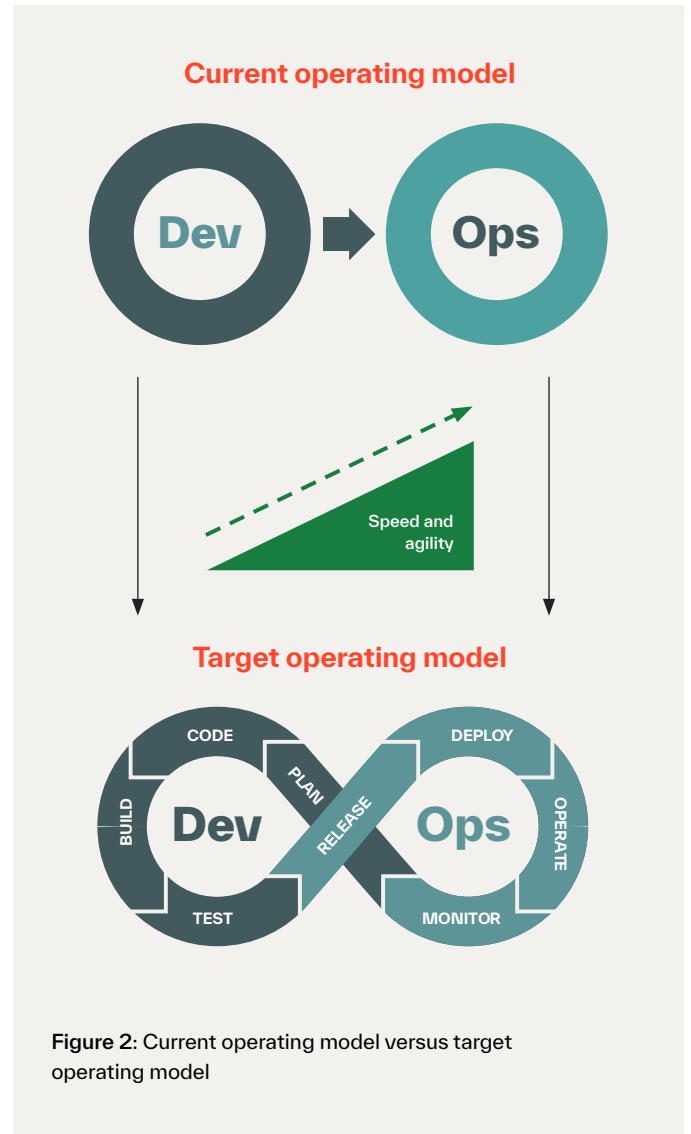 Current operating model
Dev
Ops
Speed and
agility
Target operating model
CODE
DEPLOY
PLAN
BUILD
Dev
RELEASE
Ops
OPERATE
TEST
MONITOR
Figure 2: Current operating model versus target
operating model